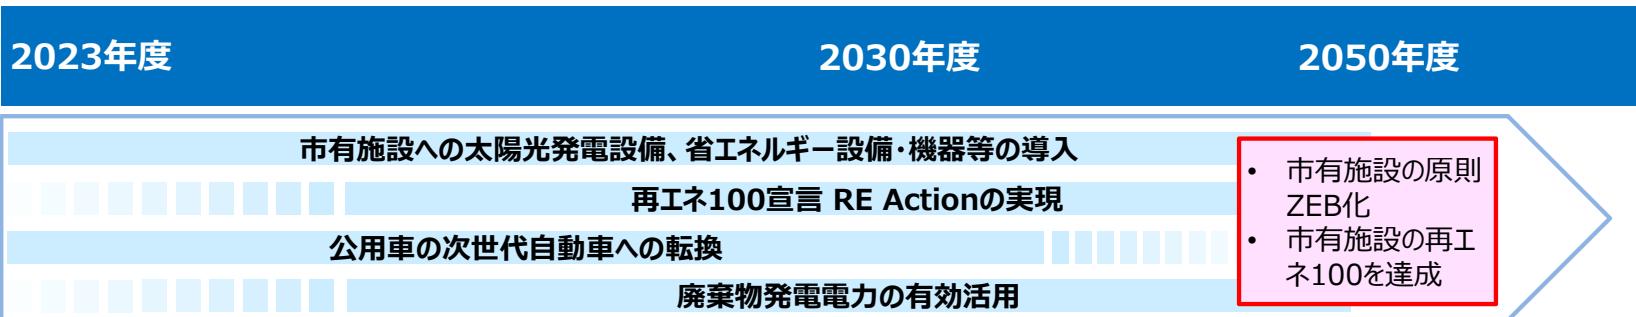 2023年度
2030年度
2050年度
市有施設への太陽光発電設備、省エネルギー設備・機器等の導入
再エネ100宣言 RE Actionの実現
公用車の次世代自動車への転換
廃棄物発電電力の有効活用
• 市有施設の原則
ZEB化
• 市有施設の再エ
ネ100を達成